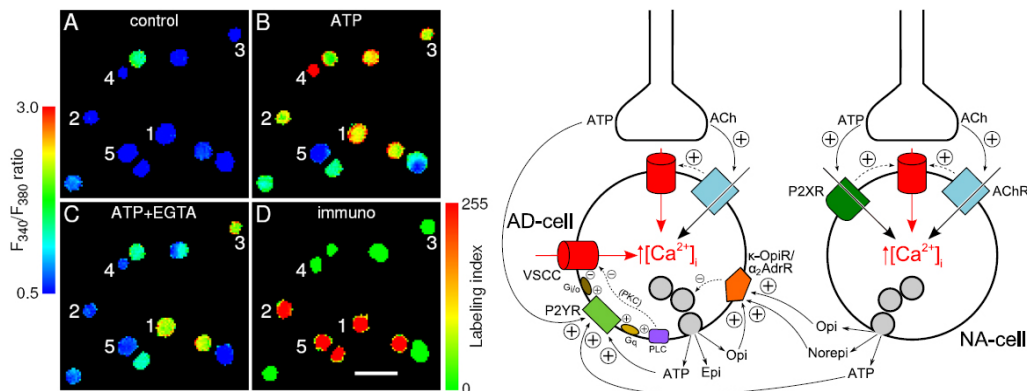 A control
3
4
2
1
5
B ATP
3
4
2
1
5
3.0
F340/F380 ratio
0.5
C ATP+EGTA
3
4
2
1
5
D immuno
3
4
2
1
5
255
Labeling index
0
ATP
ACh
+
+
AD-cell
↑[Ca2+]i
VSCC
−
Gi/o
+
−
(PKC)
P2YR
+
Gq
+
PLC
−
κ-OpiR/
α2AdrR
+
+
+
+
+
+
ATP
Epi
Opi
ATP
ACh
+
+
+
+
P2XR
AChR
↑[Ca2+]i
Opi
Norepi
ATP
NA-cell